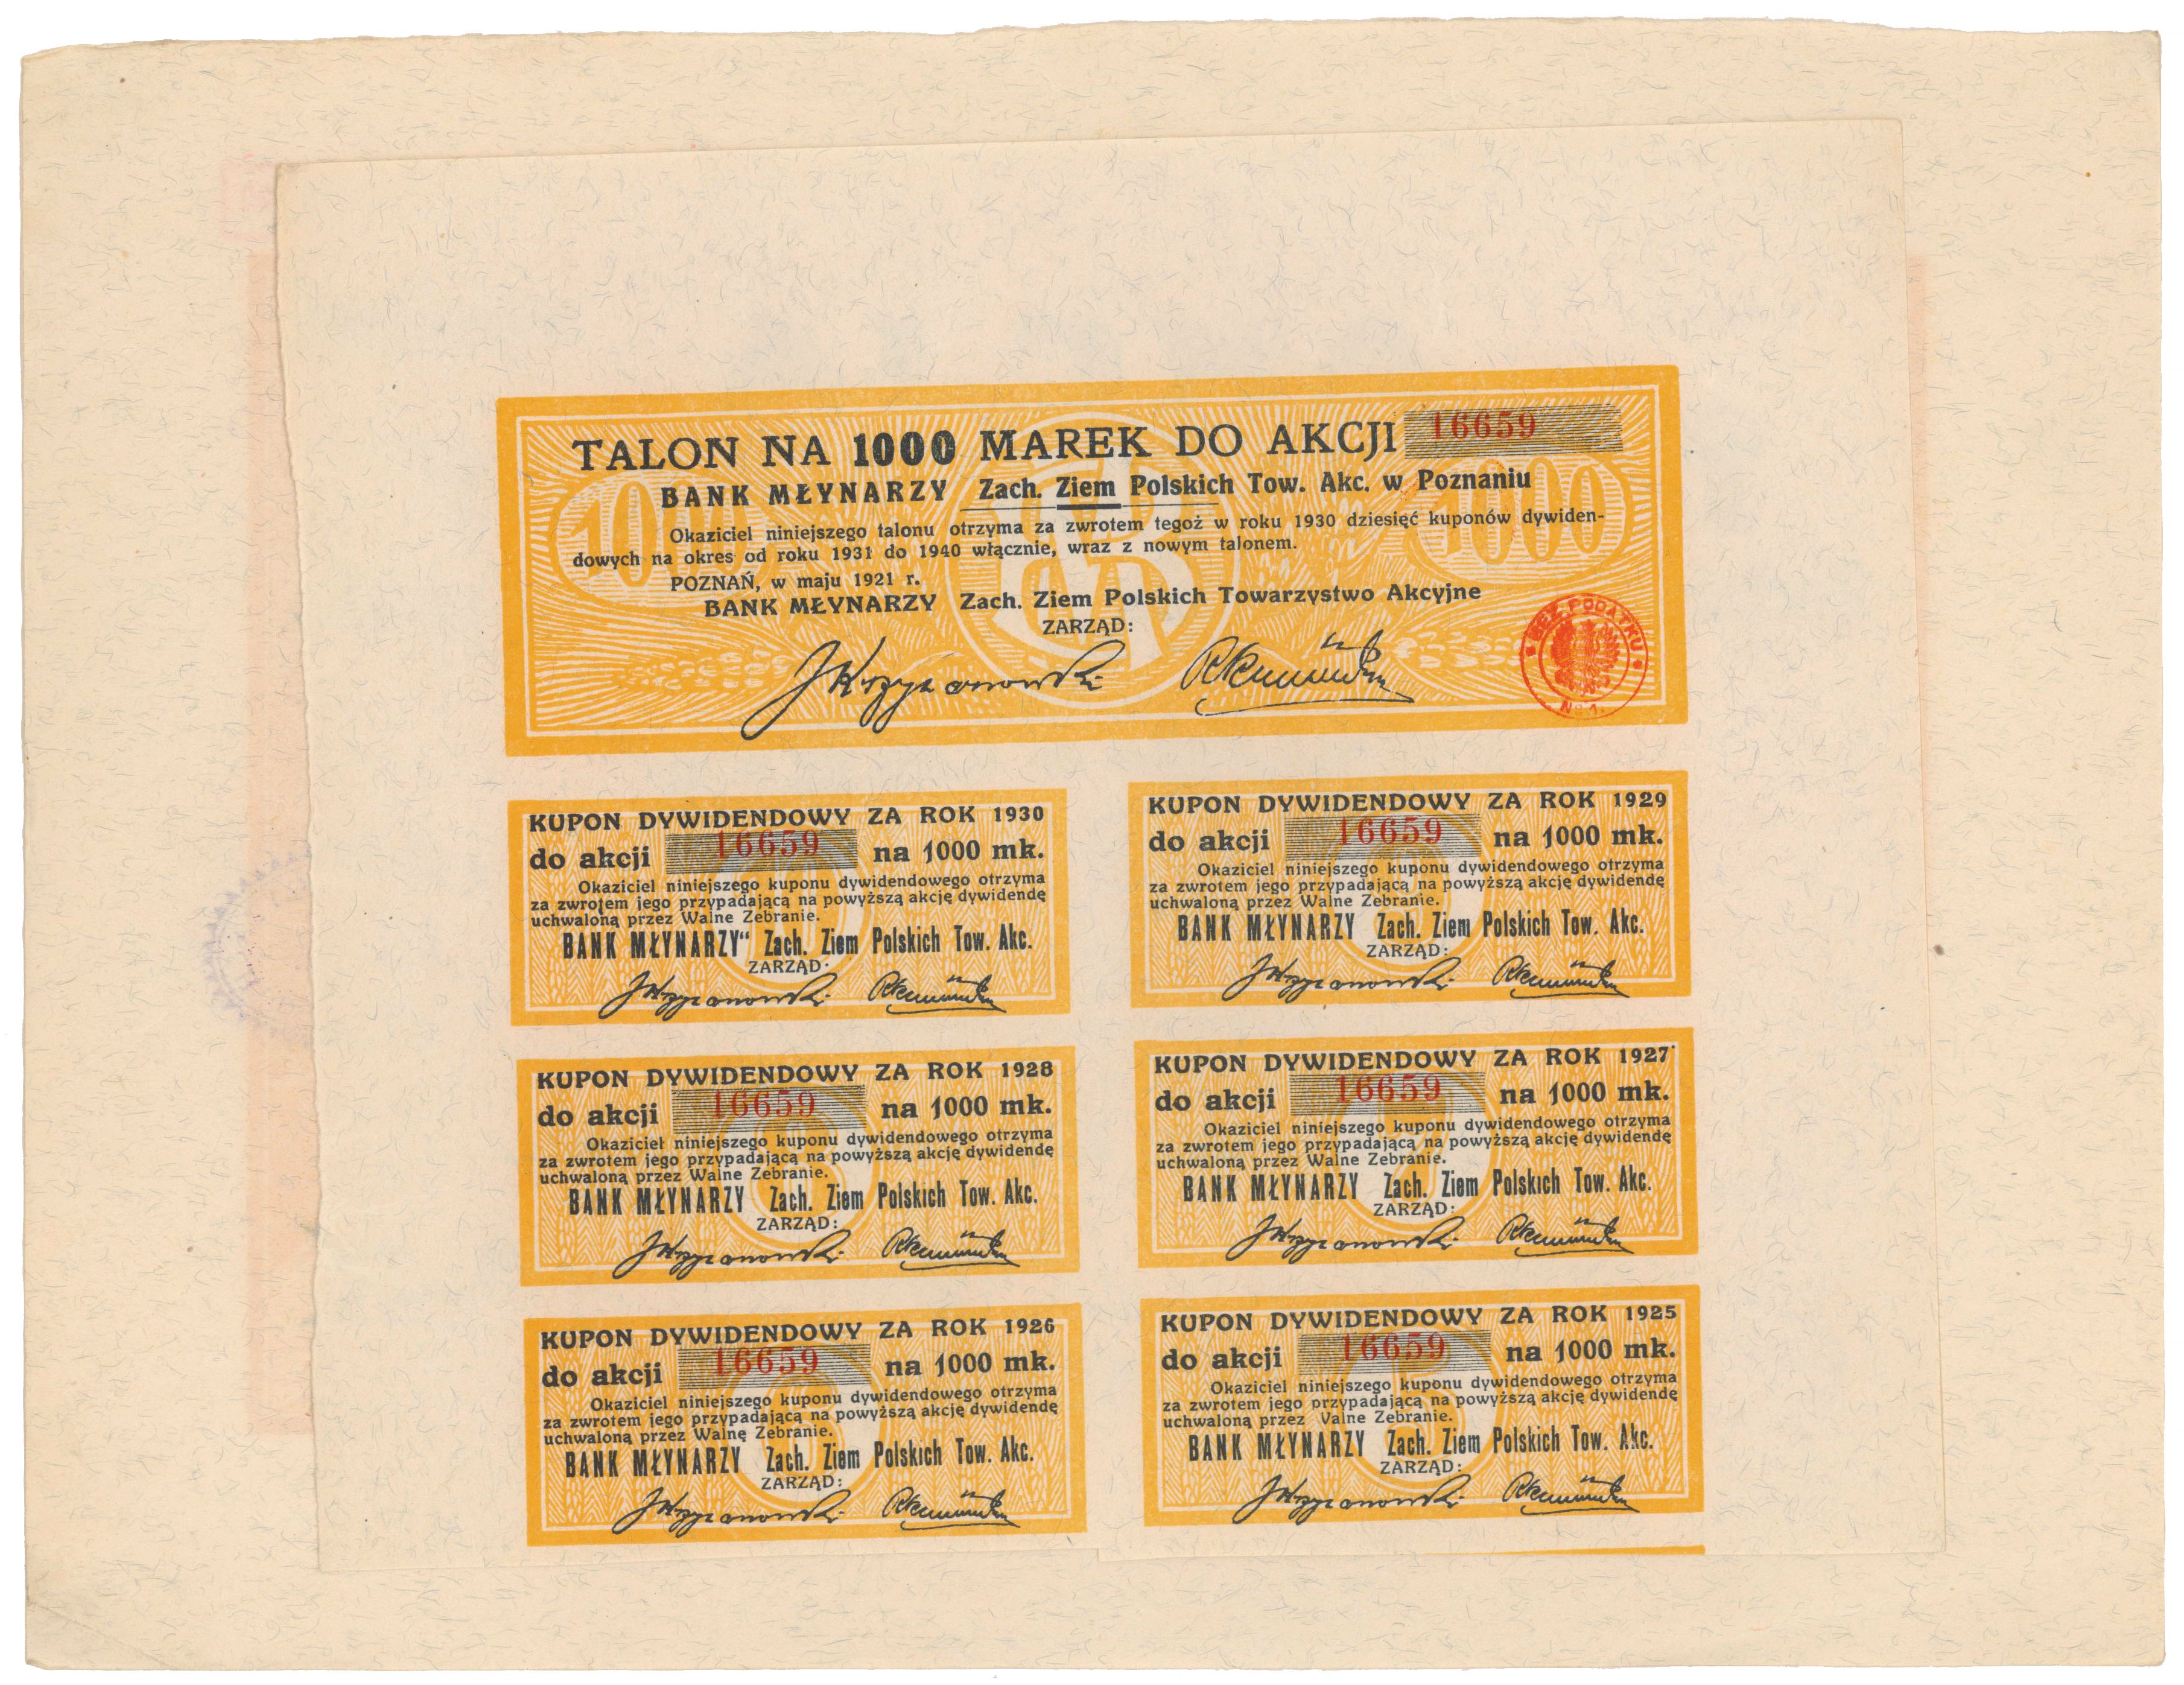 TALON NA 1000 MAREK DO AKCJI 16659
BANK MŁYNARZY Zach. Ziem Polskich Tow. Akc. w Poznaniu
10 1000
Okaziciel niniejszego talonu otrzyma za zwrotem tegoż w roku 1930 dziesięć kuponów dywiden-
dowych na okres od roku 1931 do 1940 włącznie, wraz z nowym talonem.
POZNAŃ, w maju 1921 r.
BANK MŁYNARZY Zach. Ziem Polskich Towarzystwo Akcyjne
ZARZĄD:
JKrzyżanowski
BEZ PODATKU
No 1.
KUPON DYWIDENDOWY ZA ROK 1930
do akcji 16659 na 1000 mk.
Okaziciel niniejszego kuponu dywidendowego otrzyma
za zwrotem jego przypadającą na powyższą akcję dywidendę
uchwaloną przez Walne Zebranie.
BANK MŁYNARZY“ Zach. Ziem Polskich Tow. Akc.
ZARZĄD:
JKrzyżanowski
KUPON DYWIDENDOWY ZA ROK 1929
do akcji 16659 na 1000 mk.
Okaziciel niniejszego kuponu dywidendowego otrzyma
za zwrotem jego przypadającą na powyższą akcję dywidendę
uchwaloną przez Walne Zebranie.
BANK MŁYNARZY Zach. Ziem Polskich Tow. Akc.
ZARZĄD:
JKrzyżanowski
KUPON DYWIDENDOWY ZA ROK 1928
do akcji 16659 na 1000 mk.
Okaziciel niniejszego kuponu dywidendowego otrzyma
za zwrotem jego przypadającą na powyższą akcję dywidendę
uchwaloną przez Walne Zebranie.
BANK MŁYNARZY Zach. Ziem Polskich Tow. Akc.
ZARZĄD:
JKrzyżanowski
KUPON DYWIDENDOWY ZA ROK 1927
do akcji 16659 na 1000 mk.
Okaziciel niniejszego kuponu dywidendowego otrzyma
za zwrotem jego przypadającą na powyższą akcję dywidendę
uchwaloną przez Walne Zebranie.
BANK MŁYNARZY Zach. Ziem Polskich Tow. Akc.
ZARZĄD:
JKrzyżanowski
KUPON DYWIDENDOWY ZA ROK 1926
do akcji 16659 na 1000 mk.
Okaziciel niniejszego kuponu dywidendowego otrzyma
za zwrotem jego przypadającą na powyższą akcję dywidendę
uchwaloną przez Walnę Zebranie.
BANK MŁYNARZY Zach. Ziem Polskich Tow. Akc.
ZARZĄD:
JKrzyżanowski
KUPON DYWIDENDOWY ZA ROK 1925
do akcji 16659 na 1000 mk.
Okaziciel niniejszego kuponu dywidendowego otrzyma
za zwrotem jego przypadającą na powyższą akcję dywidendę
uchwaloną przez Valne Zebranie.
BANK MŁYNARZY Zach. Ziem Polskich Tow. Akc.
ZARZĄD:
JKrzyżanowski